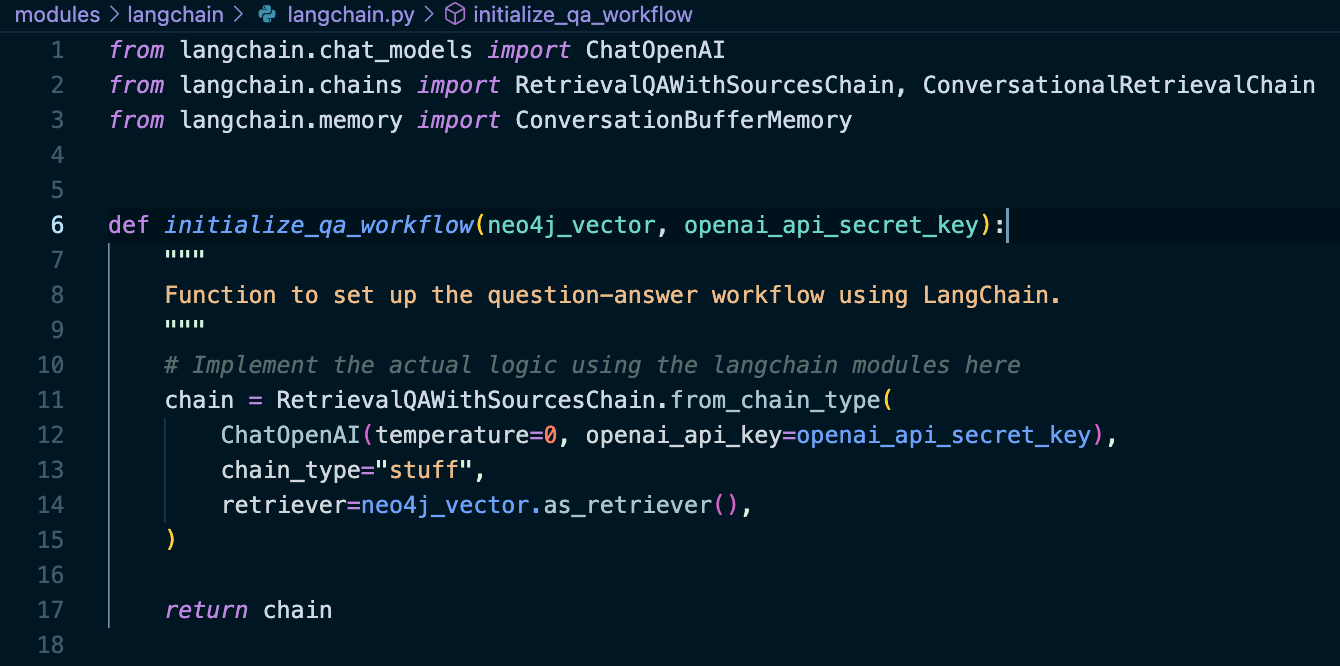 modules > langchain > langchain.py > initialize_qa_workflow
1 from langchain.chat_models import ChatOpenAI
2 from langchain.chains import RetrievalQAWithSourcesChain, ConversationalRetrievalChain
3 from langchain.memory import ConversationBufferMemory
4
5
6 def initialize_qa_workflow(neo4j_vector, openai_api_secret_key):
7     """
8     Function to set up the question-answer workflow using LangChain.
9     """
10     # Implement the actual logic using the langchain modules here
11     chain = RetrievalQAWithSourcesChain.from_chain_type(
12         ChatOpenAI(temperature=0, openai_api_key=openai_api_secret_key),
13         chain_type="stuff",
14         retriever=neo4j_vector.as_retriever(),
15     )
16
17     return chain
18